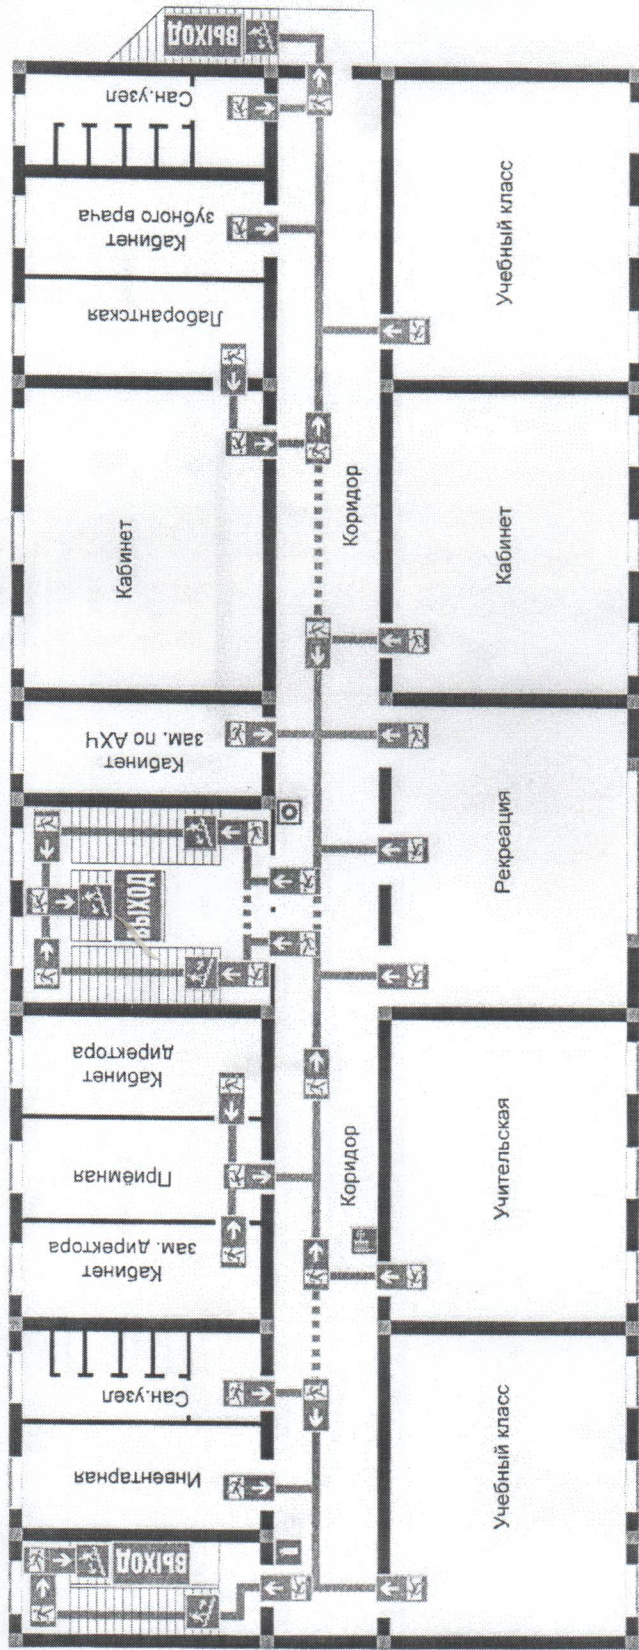 ВЫХОД
Сан.узел
Кабинет
зубного врача
Лаборантская
Кабинет
Кабинет
зам. по АХЧ
ВЫХОД
Кабинет
директора
Приёмная
Кабинет
зам. директора
Сан.узел
Инвентарная
ВЫХОД
Коридор
Коридор
Учебный класс
Кабинет
Рекреация
Учительская
Учебный класс